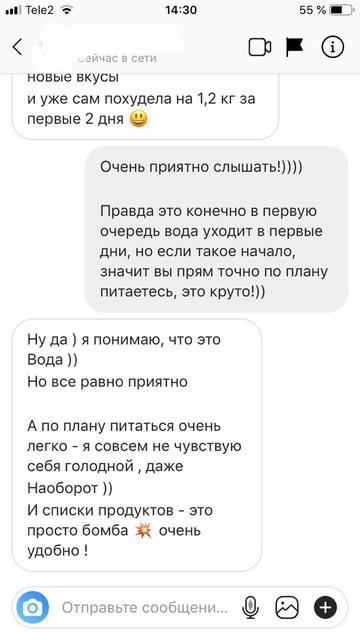 Tele2
14:30
55 %
сейчас в сети
новые вкусы
и уже сам похудела на 1,2 кг за
первые 2 дня 😃
Очень приятно слышать!))))
Правда это конечно в первую
очередь вода уходит в первые
дни, но если такое начало,
значит вы прям точно по плану
питаетесь, это круто!))
Ну да ) я понимаю, что это
Вода ))
Но все равно приятно
А по плану питаться очень
легко - я совсем не чувствую
себя голодной , даже
Наоборот ))
И списки продуктов - это
просто бомба 💥 очень
удобно !
Отправьте сообщени...